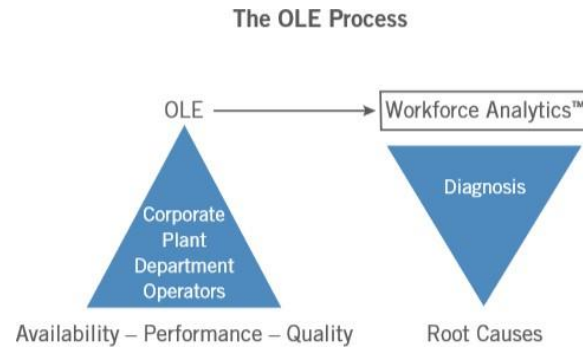 The OLE Process
OLE
Workforce Analytics™
Corporate
Plant
Department
Operators
Diagnosis
Availability – Performance – Quality
Root Causes